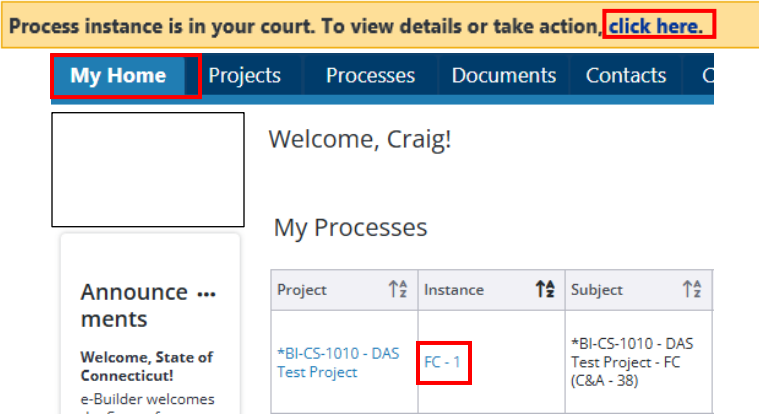 Process instance is in your court. To view details or take action, click here.
My Home Projects Processes Documents Contacts
Welcome, Craig!
My Processes
Announce ...
ments
Welcome, State of
Connecticut!
e-Builder welcomes
Project Instance Subject
*BI-CS-1010 - DAS
Test Project
FC - 1
*BI-CS-1010 - DAS
Test Project - FC
(C&A - 38)